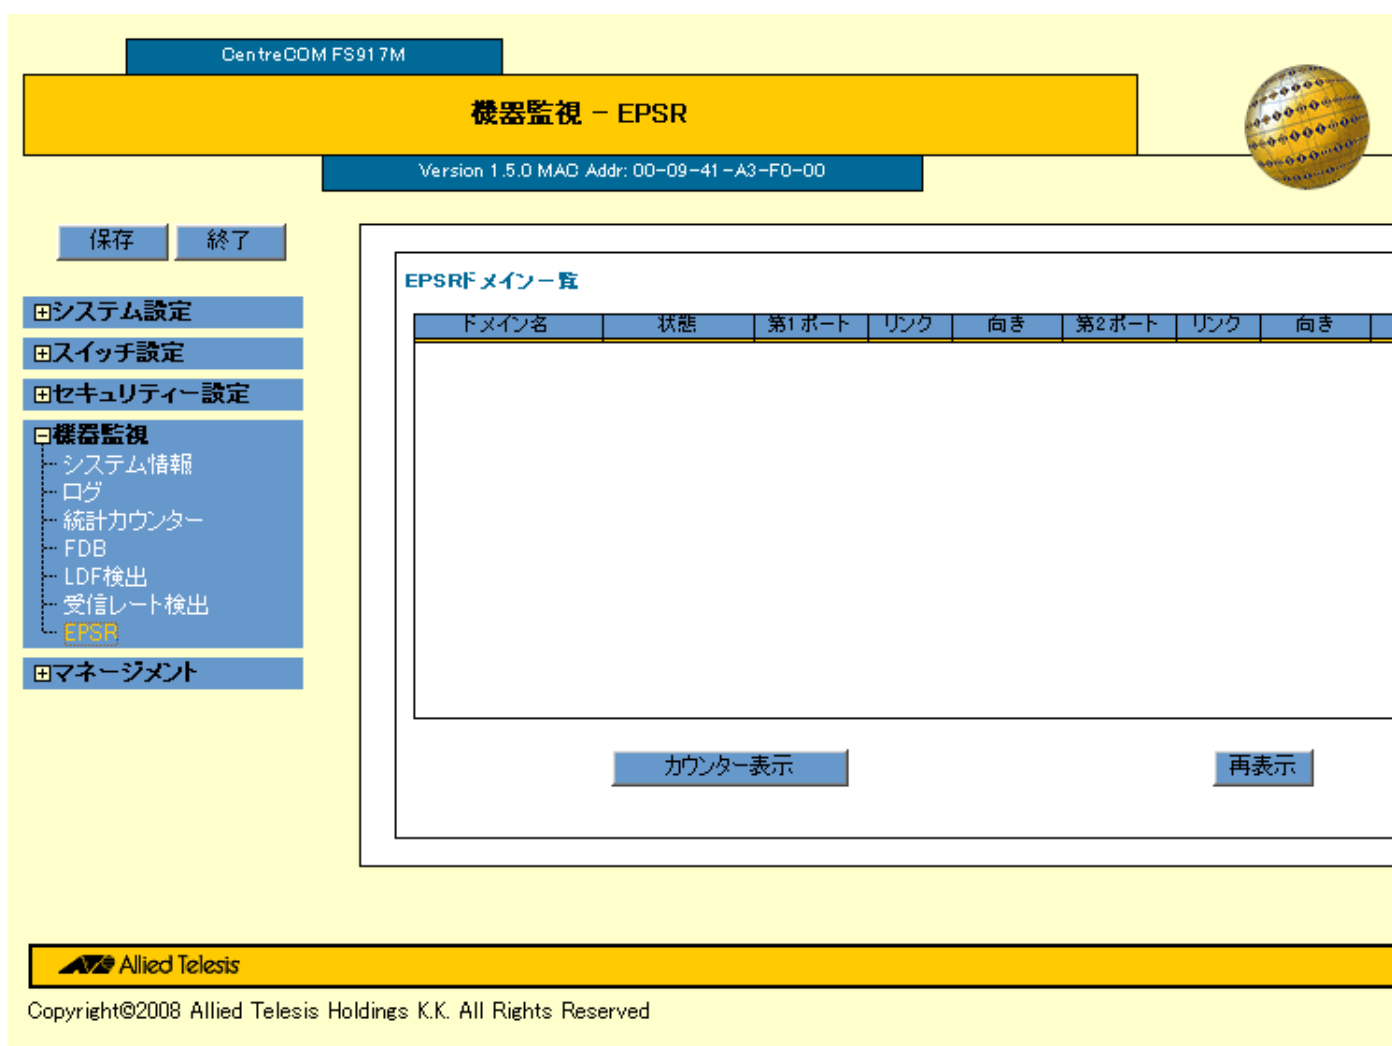 CentreCOM FS917M
機器監視 － EPSR
Version 1.5.0 MAC Addr: 00-09-41-A3-F0-00
保存 終了
システム設定
スイッチ設定
セキュリティー設定
機器監視
システム情報
ログ
統計カウンター
FDB
LDF検出
受信レート検出
EPSR
マネージメント
EPSRドメイン一覧
ドメイン名 状態 第1ポート リンク 向き 第2ポート リンク 向き
カウンター表示 再表示
Allied Telesis
Copyright©2008 Allied Telesis Holdings K.K. All Rights Reserved